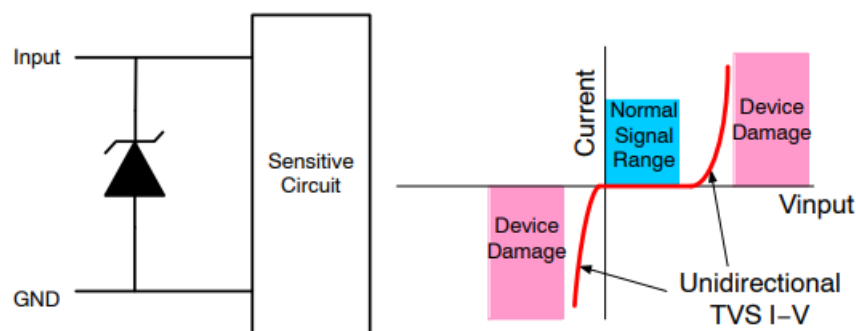 Input
GND
Sensitive
Circuit
Current
Normal
Signal
Range
Device
Damage
Vinput
Device
Damage
Unidirectional
TVS I–V